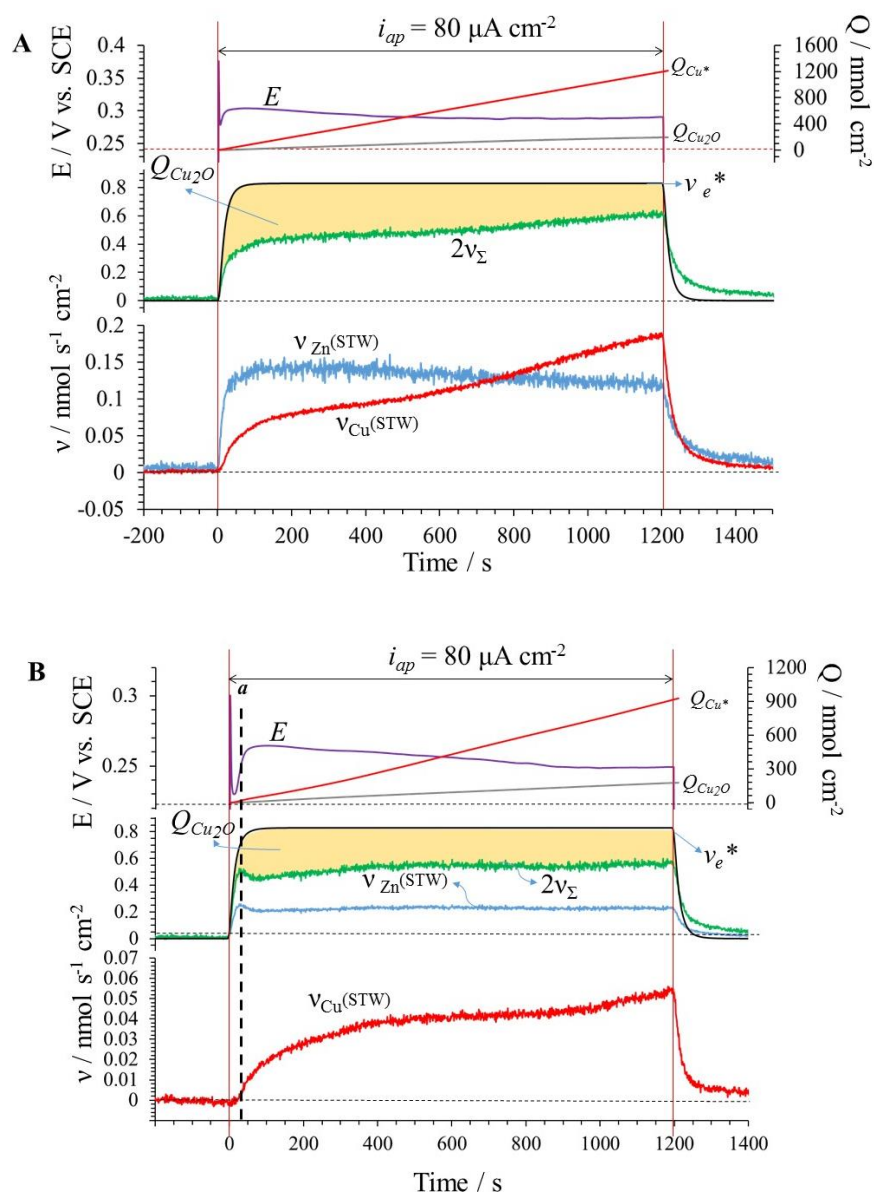 A
i_ap = 80 μA cm⁻²
E / V vs. SCE
0.4
0.35
0.3
0.25
E
Q_Cu*
Q_Cu2O
1600
1200
800
400
0
Q / nmol cm⁻²
Q_Cu2O
ν_e*
2ν_Σ
0.8
0.6
0.4
0.2
0
ν / nmol s⁻¹ cm⁻²
ν Zn(STW)
ν_Cu(STW)
0.2
0.15
0.1
0.05
0
-0.05
-200 0 200 400 600 800 1000 1200 1400
Time / s
B
i_ap = 80 μA cm⁻²
a
E / V vs. SCE
0.3
0.25
E
Q_Cu*
Q_Cu2O
1200
900
600
300
0
Q / nmol cm⁻²
Q_Cu2O
ν_e*
ν Zn(STW)
2ν_Σ
0.8
0.6
0.4
0.2
0
ν / nmol s⁻¹ cm⁻²
ν_Cu(STW)
0.07
0.06
0.05
0.04
0.03
0.02
0.01
0
0 200 400 600 800 1000 1200 1400
Time / s